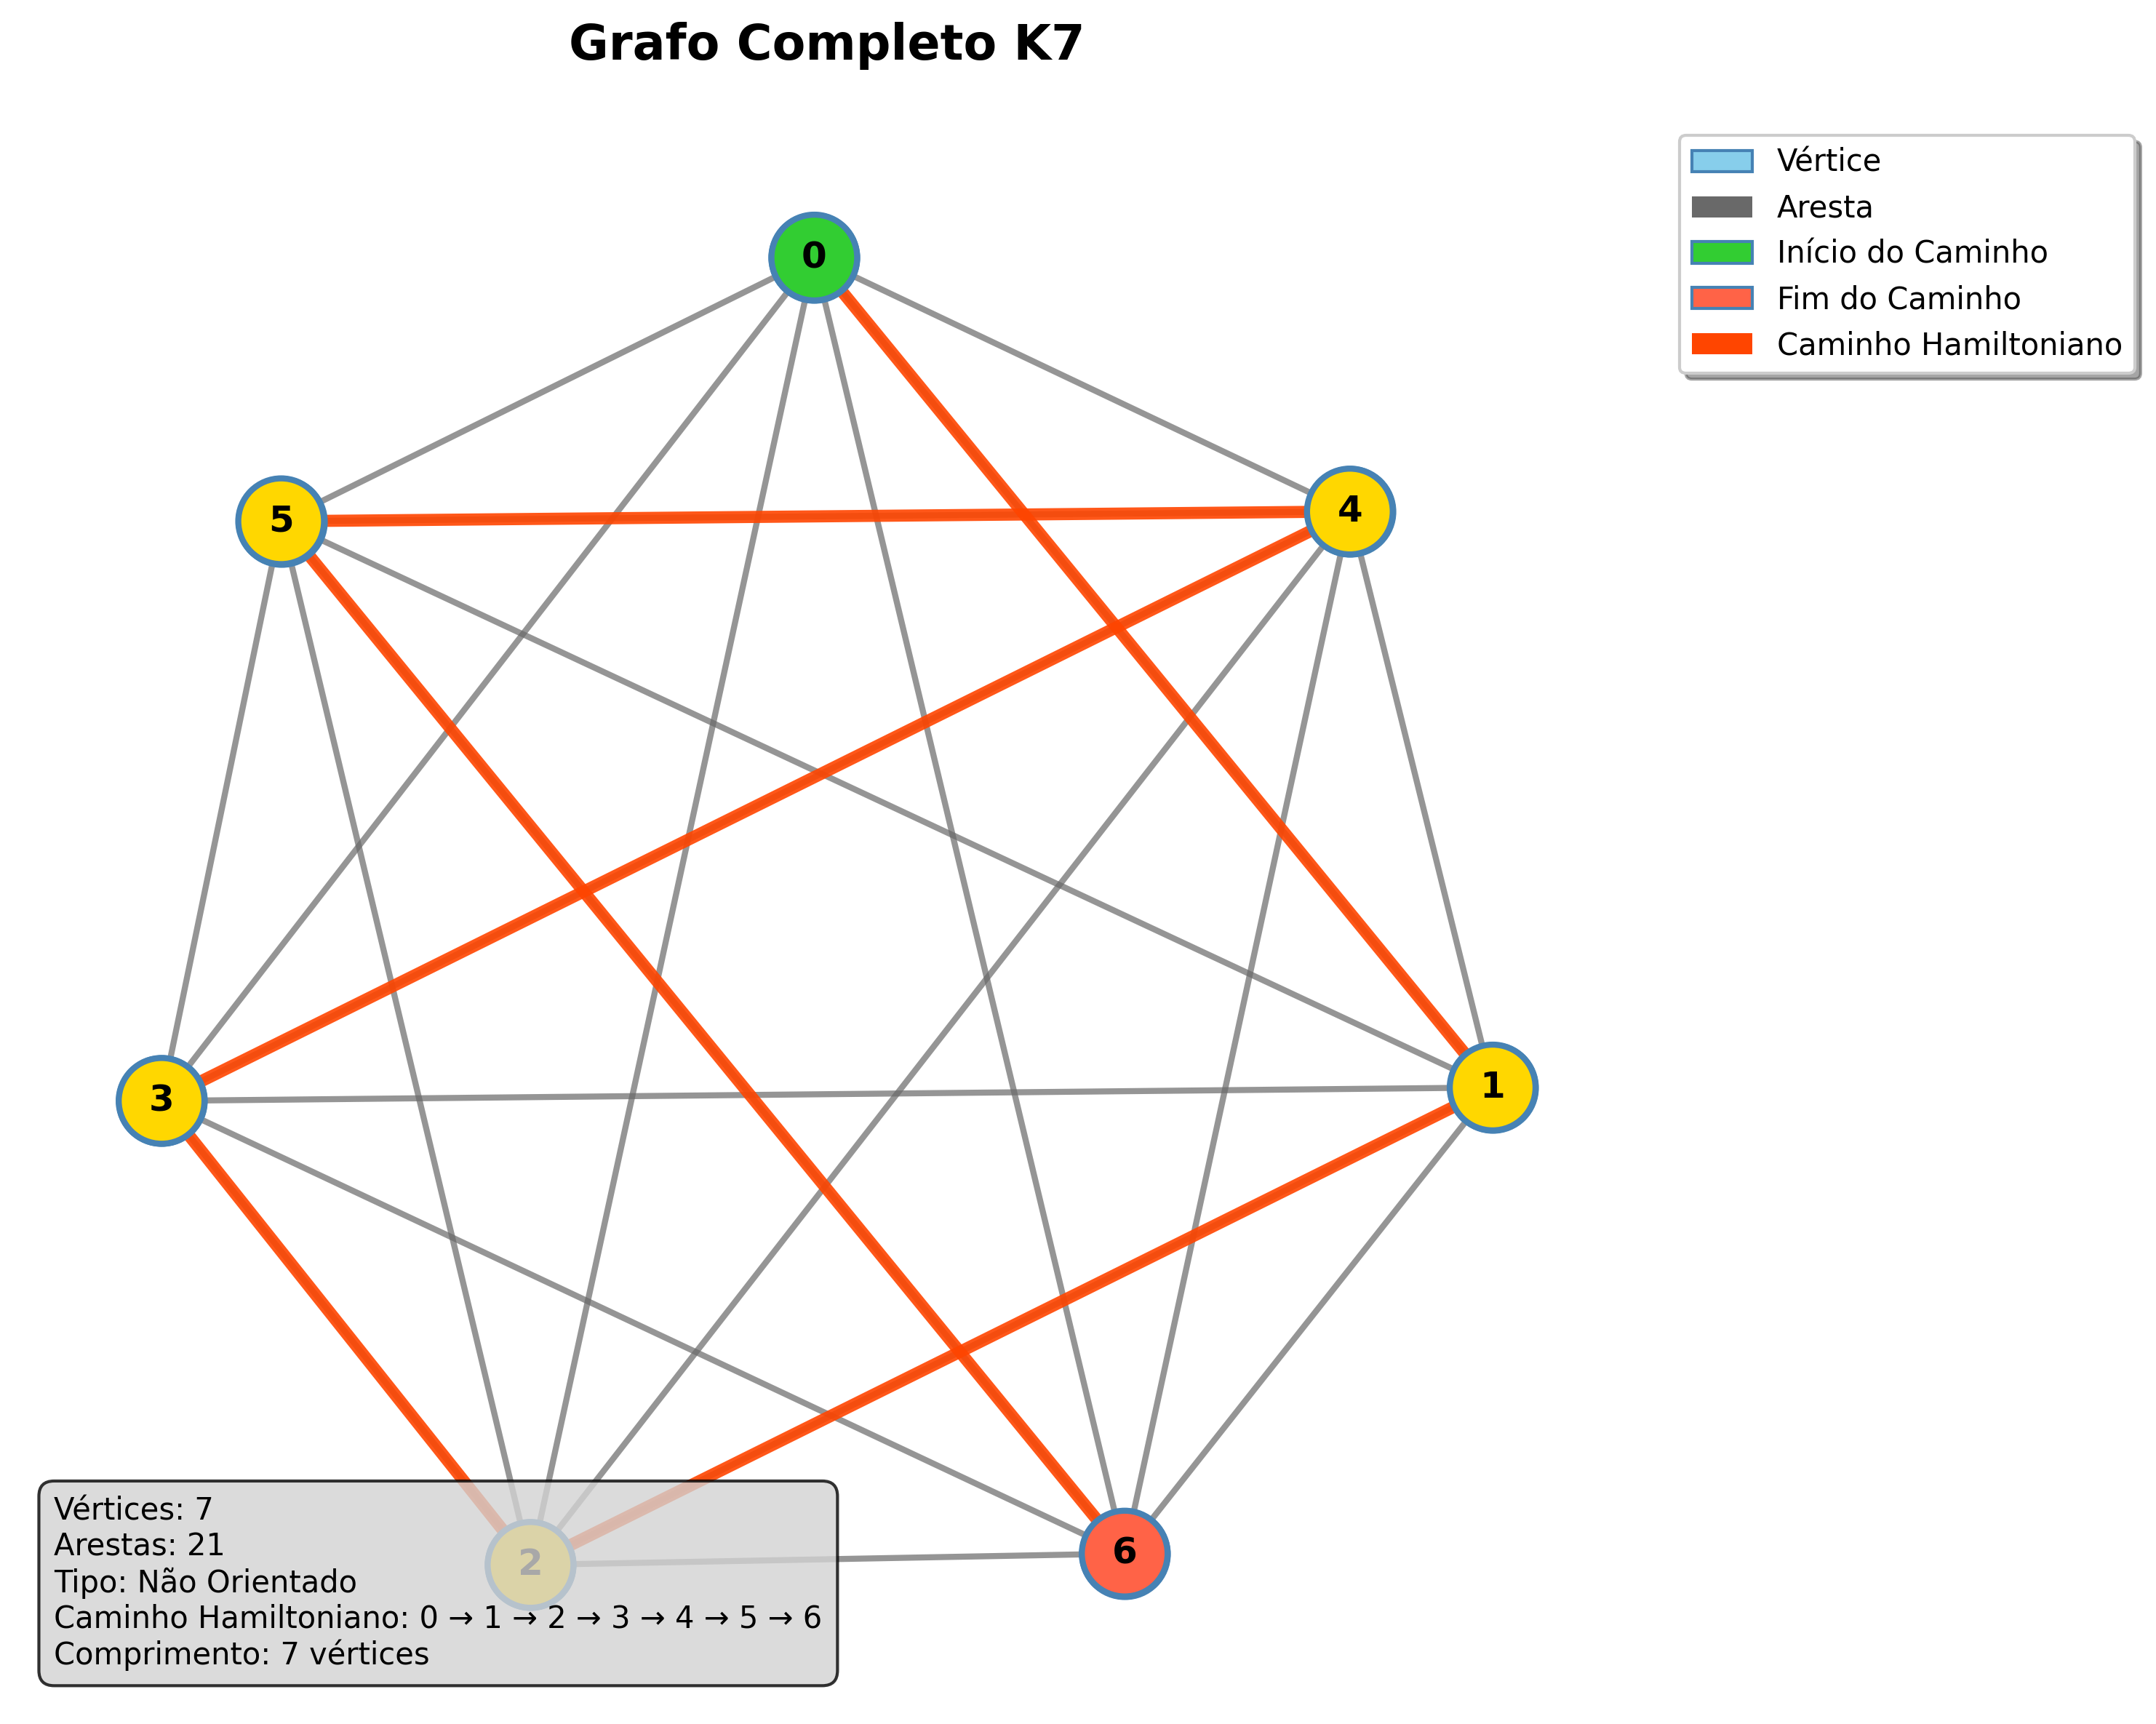 Grafo Completo K7
Vértice
Aresta
Início do Caminho
Fim do Caminho
Caminho Hamiltoniano
0
4
5
3
1
2
6
Vértices: 7
Arestas: 21
Tipo: Não Orientado
Caminho Hamiltoniano: 0 → 1 → 2 → 3 → 4 → 5 → 6
Comprimento: 7 vértices